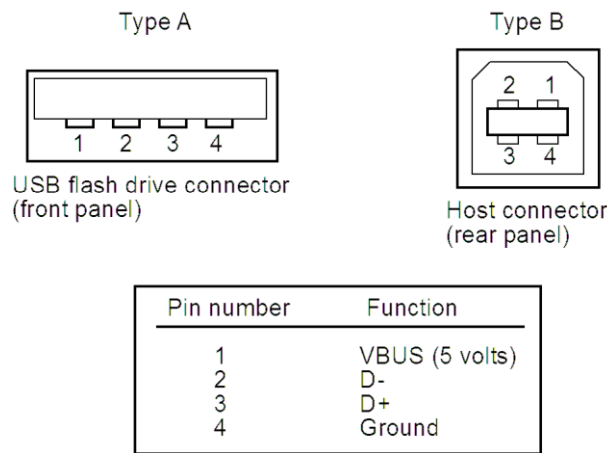 Type A
Type B
1 2 3 4
2 1
3 4
USB flash drive connector
(front panel)
Host connector
(rear panel)
Pin number Function
1 VBUS (5 volts)
2 D-
3 D+
4 Ground